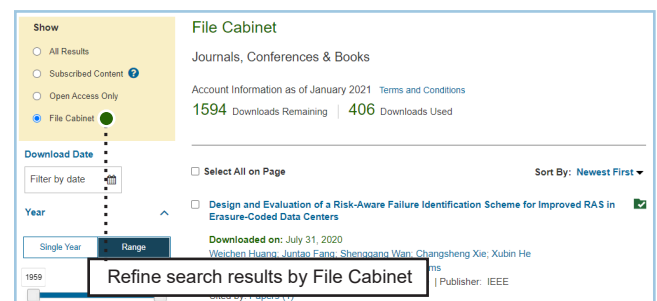 Show
All Results
Subscribed Content ?
Open Access Only
File Cabinet
Download Date
Filter by date
Year
Single Year Range
1959
File Cabinet
Journals, Conferences & Books
Account Information as of January 2021 Terms and Conditions
1594 Downloads Remaining | 406 Downloads Used
Select All on Page Sort By: Newest First
Design and Evaluation of a Risk-Aware Failure Identification Scheme for Improved RAS in
Erasure-Coded Data Centers
Downloaded on: July 31, 2020
Weichen Huang; Juntao Fang; Shenggang Wan; Changsheng Xie; Xubin He
| Publisher: IEEE
Cited by: Papers (1)
Refine search results by File Cabinet